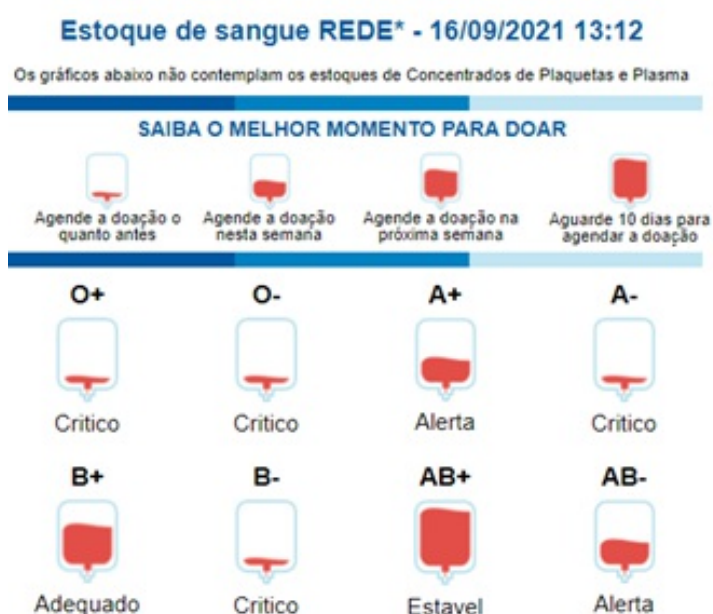 Estoque de sangue REDE* - 16/09/2021 13:12
Os gráficos abaixo não contemplam os estoques de Concentrados de Plaquetas e Plasma
SAIBA O MELHOR MOMENTO PARA DOAR
Agende a doação o
quanto antes
Agende a doação
nesta semana
Agende a doação na
próxima semana
Aguarde 10 dias para
agendar a doação
O+ O- A+ A-
Critico Critico Alerta Critico
B+ B- AB+ AB-
Adequado Critico Estavel Alerta